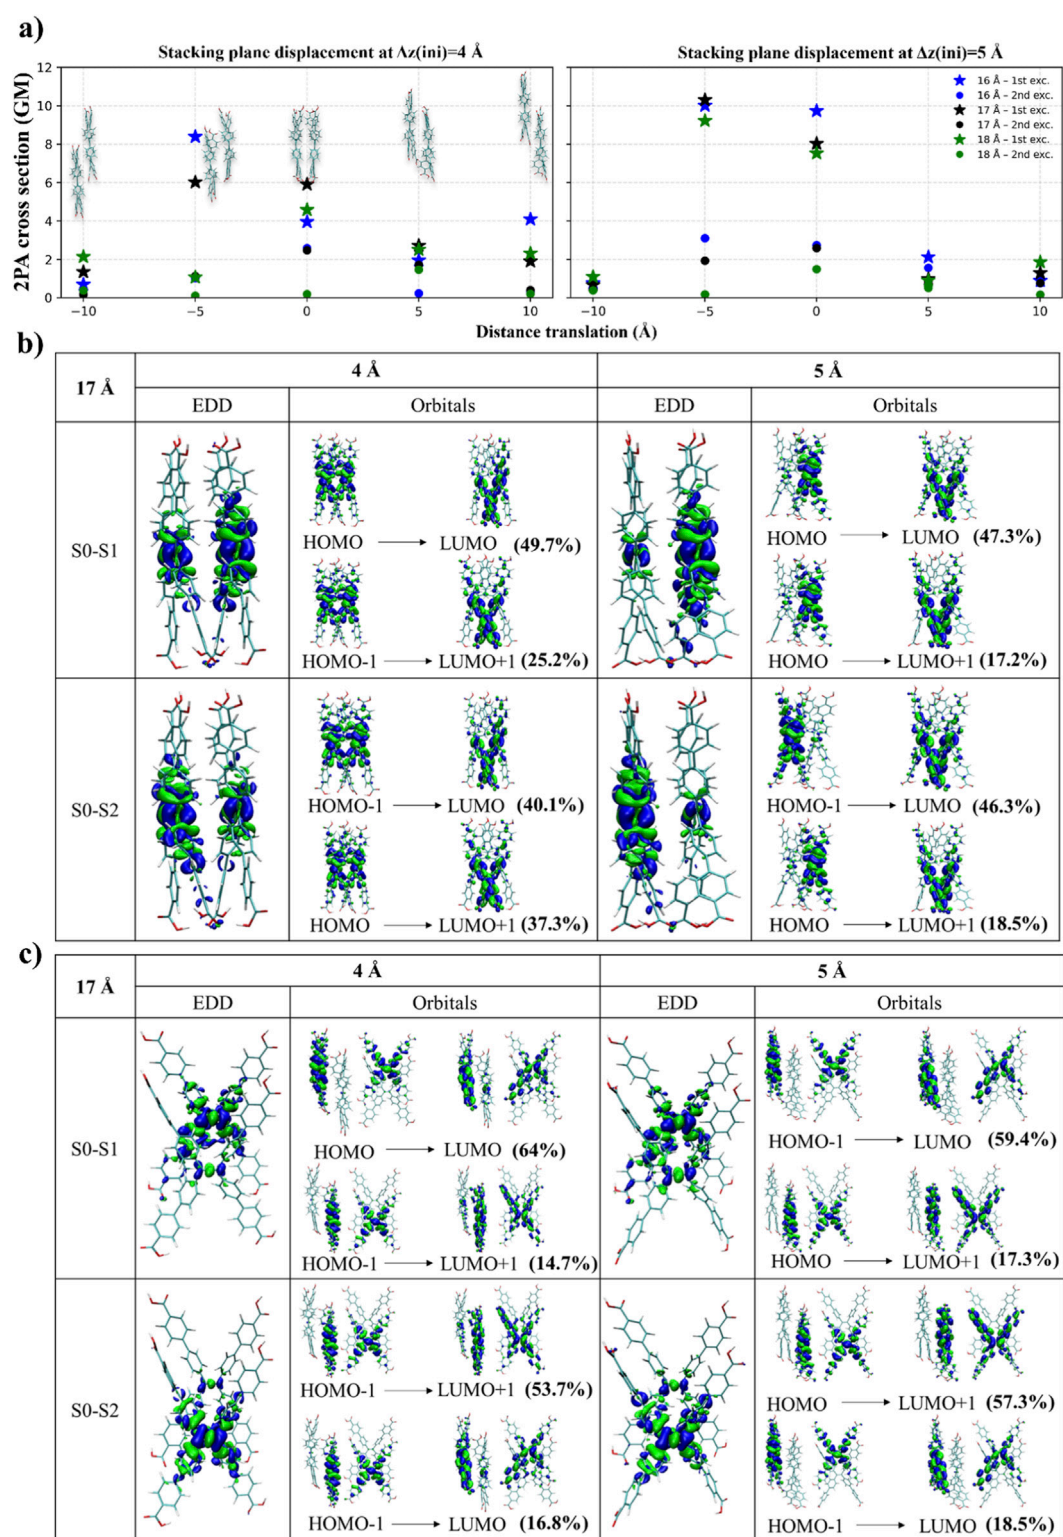 a)
Stacking plane displacement at Δz(ini)=4 Å
Stacking plane displacement at Δz(ini)=5 Å
2PA cross section (GM)
12
10
8
6
4
2
0
16 Å – 1st exc.
16 Å – 2nd exc.
17 Å – 1st exc.
17 Å – 2nd exc.
18 Å – 1st exc.
18 Å – 2nd exc.
−10 −5 0 5 10
−10 −5 0 5 10
Distance translation (Å)
b)
17 Å
4 Å
5 Å
EDD Orbitals EDD Orbitals
S0-S1
HOMO LUMO (49.7%)
HOMO-1 LUMO+1 (25.2%)
HOMO LUMO (47.3%)
HOMO LUMO+1 (17.2%)
S0-S2
HOMO-1 LUMO (40.1%)
HOMO LUMO+1 (37.3%)
HOMO-1 LUMO (46.3%)
HOMO LUMO+1 (18.5%)
c)
17 Å
4 Å
5 Å
EDD Orbitals EDD Orbitals
S0-S1
HOMO LUMO (64%)
HOMO-1 LUMO+1 (14.7%)
HOMO-1 LUMO (59.4%)
HOMO LUMO+1 (17.3%)
S0-S2
HOMO-1 LUMO+1 (53.7%)
HOMO-1 LUMO (16.8%)
HOMO LUMO+1 (57.3%)
HOMO-1 LUMO (18.5%)